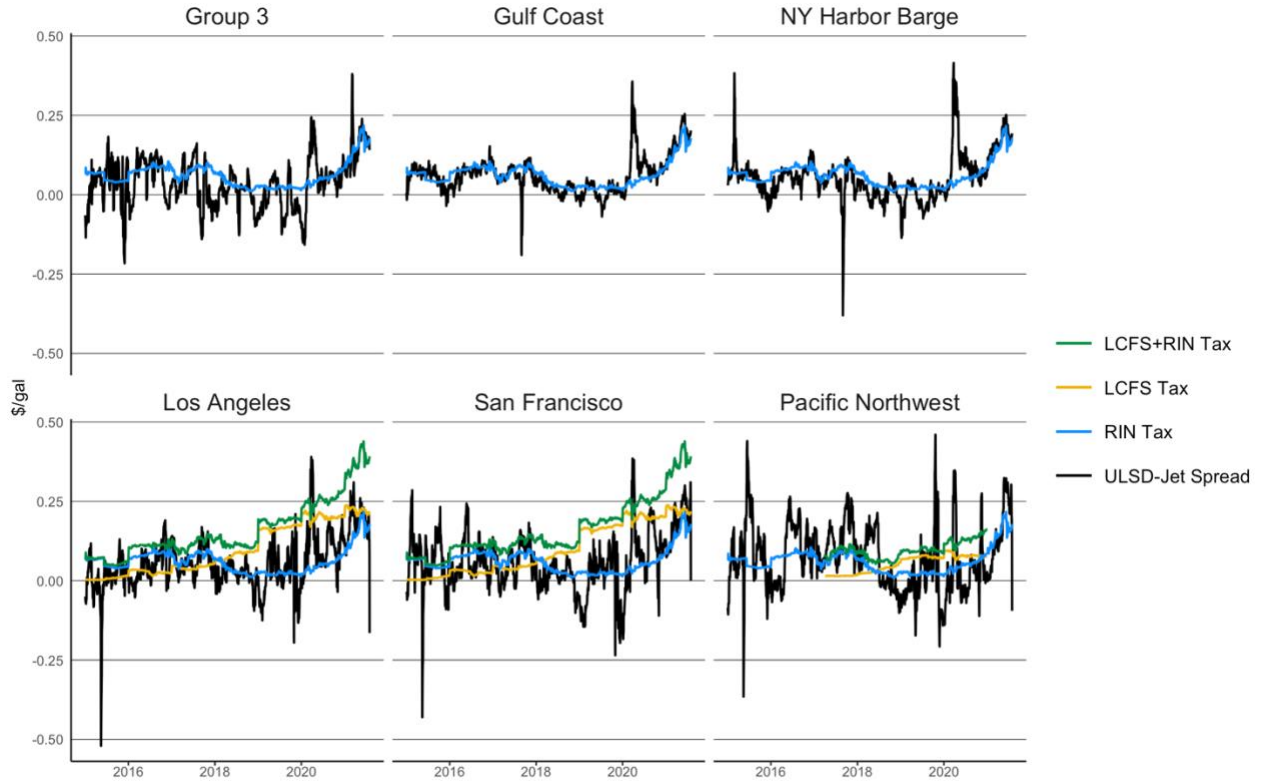 Group 3
Gulf Coast
NY Harbor Barge
0.50
0.25
0.00
-0.25
-0.50
$/gal
Los Angeles
San Francisco
Pacific Northwest
0.50
0.25
0.00
-0.25
-0.50
2016 2018 2020
2016 2018 2020
2016 2018 2020
LCFS+RIN Tax
LCFS Tax
RIN Tax
ULSD-Jet Spread